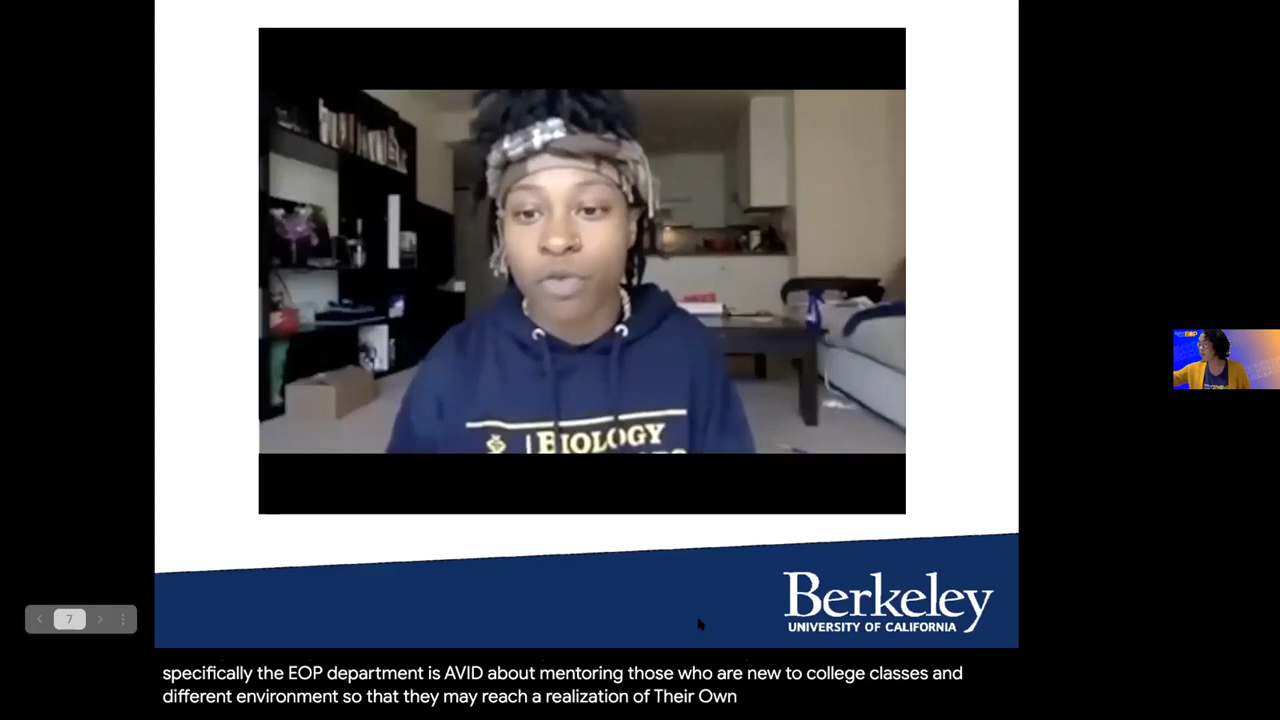 BIOLOGY
EOP
7
Berkeley
UNIVERSITY OF CALIFORNIA
specifically the EOP department is AVID about mentoring those who are new to college classes and
different environment so that they may reach a realization of Their Own